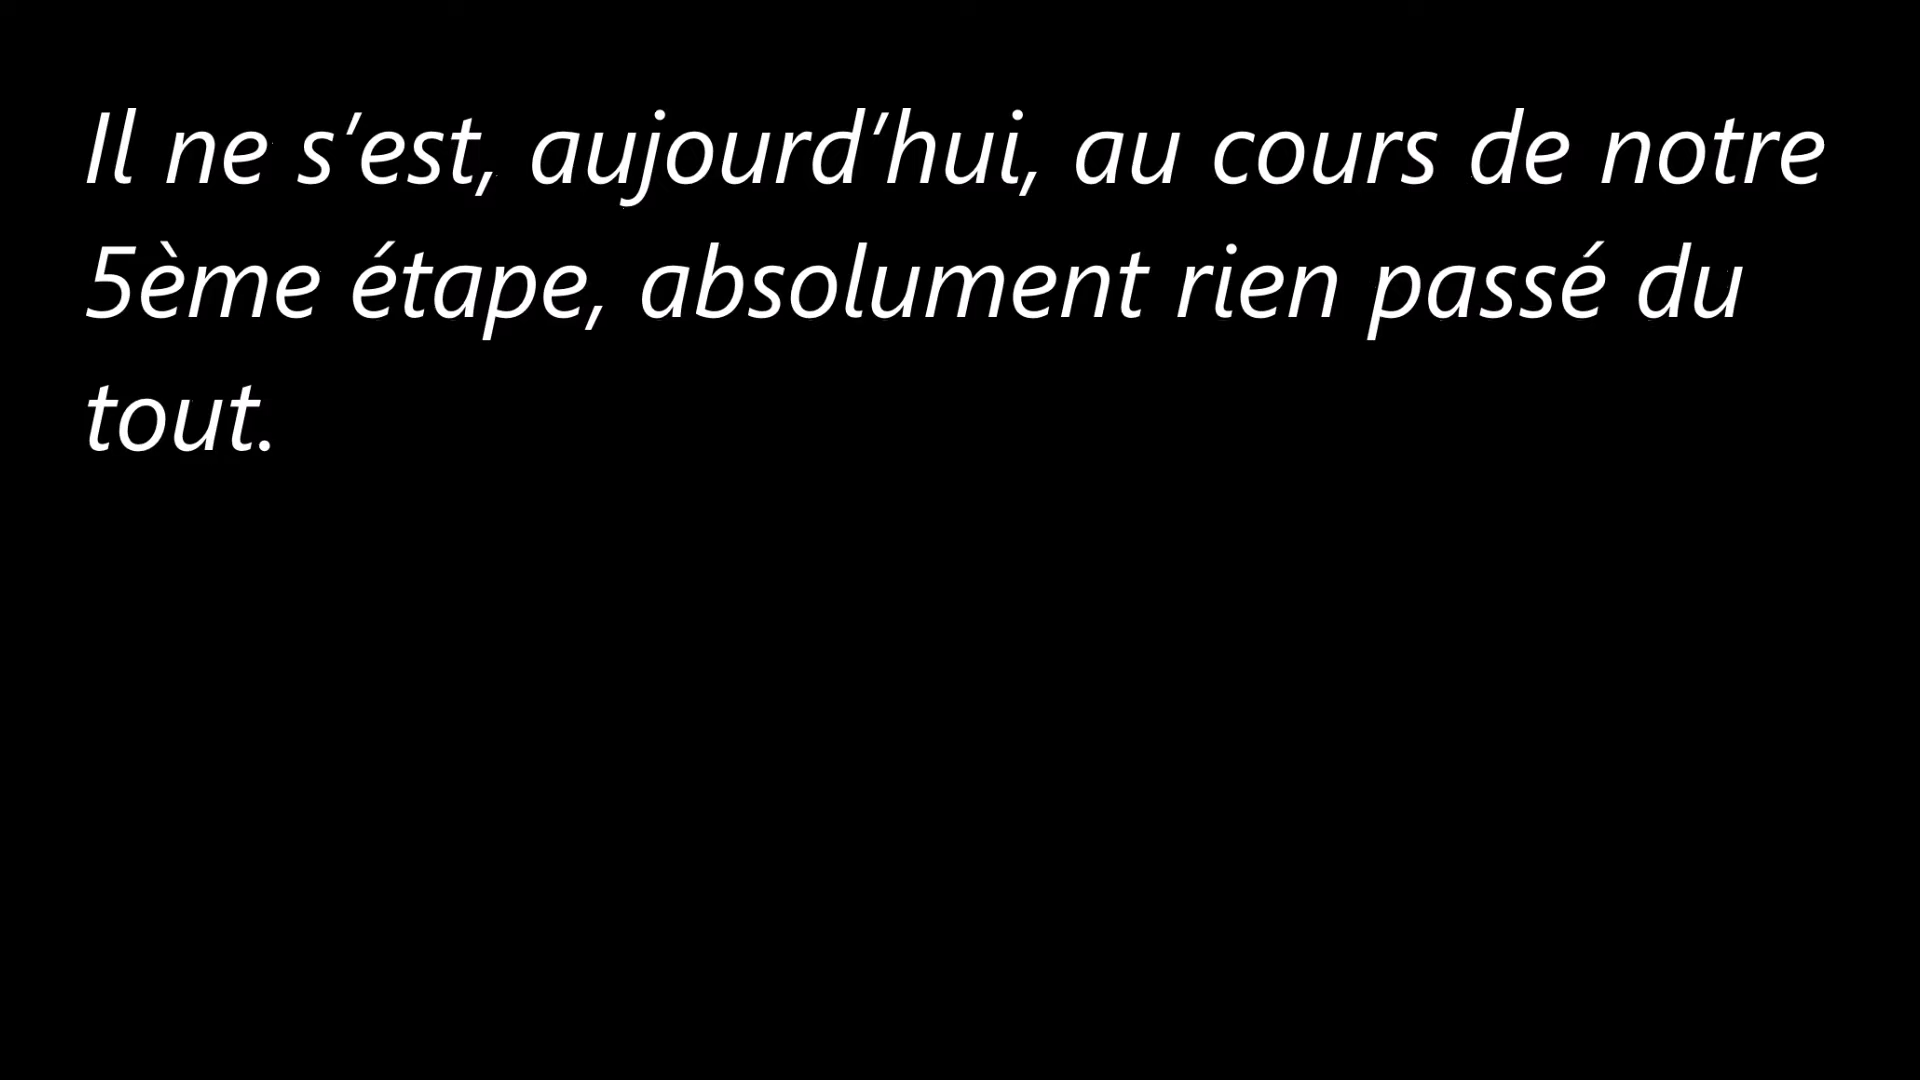 Il ne s’est, aujourd’hui, au cours de notre
5ème étape, absolument rien passé du
tout.